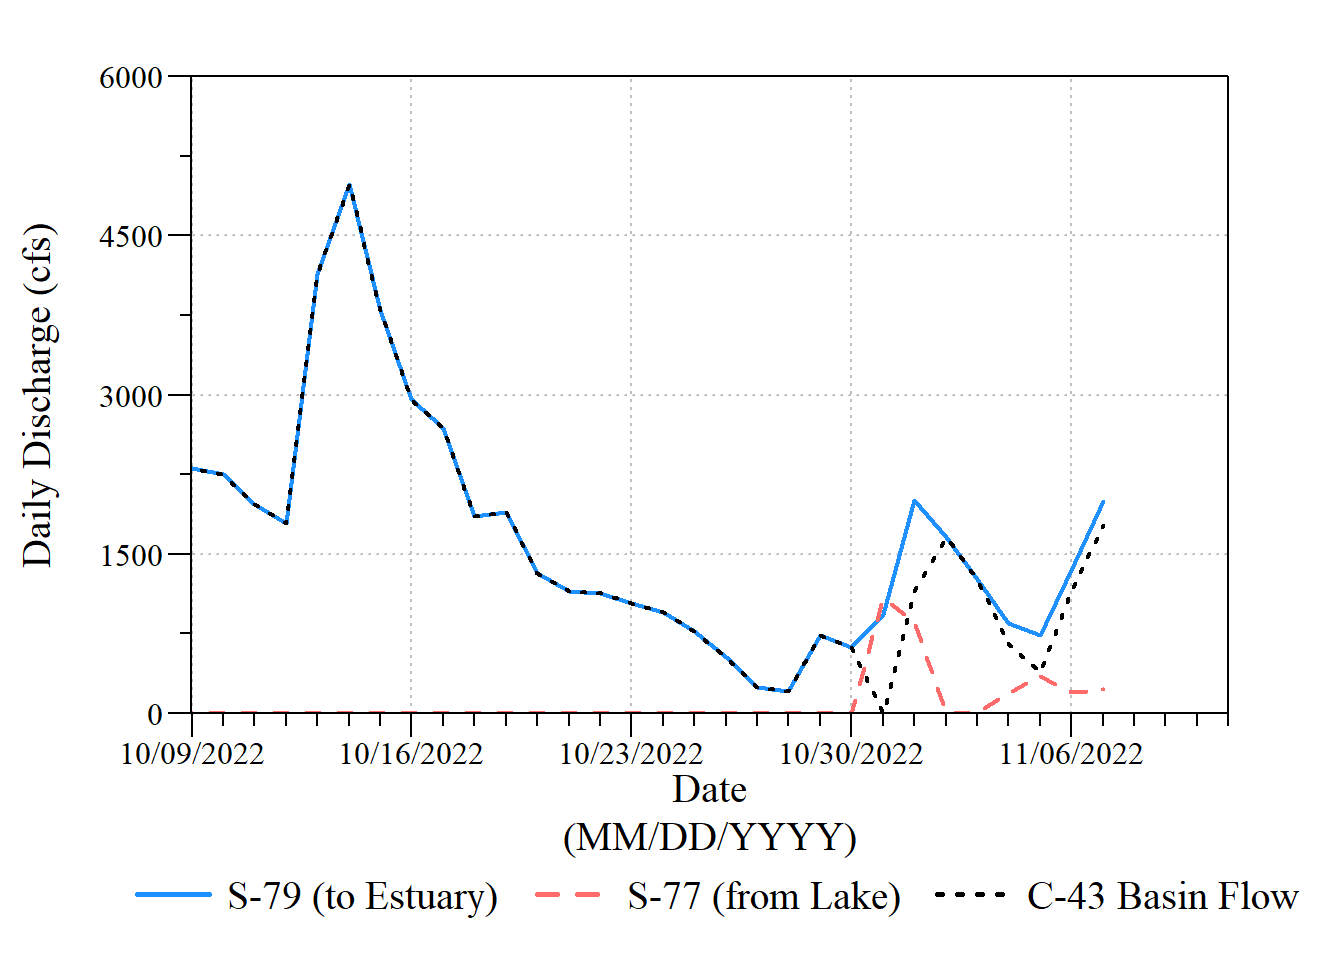 6000
4500
3000
1500
0
Daily Discharge (cfs)
10/09/2022 10/16/2022 10/23/2022 10/30/2022 11/06/2022
Date
(MM/DD/YYYY)
S-79 (to Estuary) S-77 (from Lake) C-43 Basin Flow